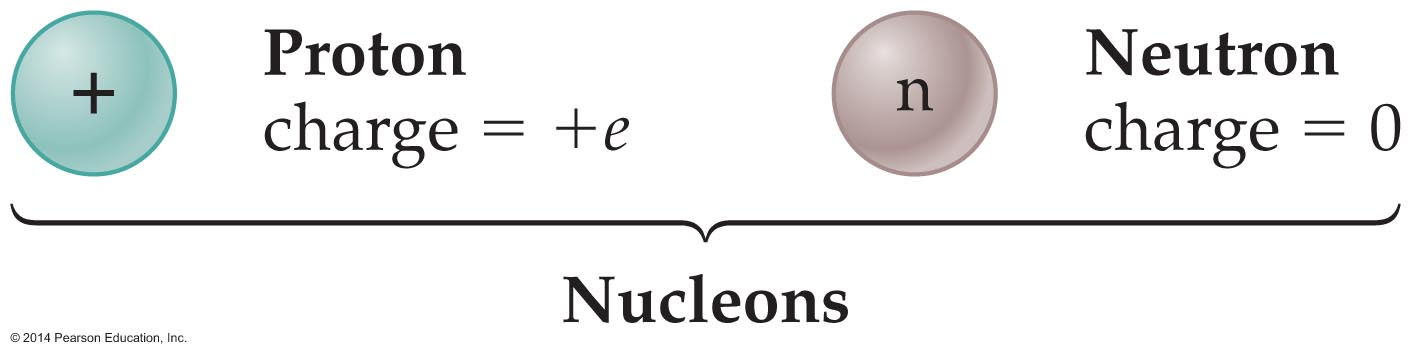 +
Proton
charge = +e
n
Neutron
charge = 0
Nucleons
© 2014 Pearson Education, Inc.